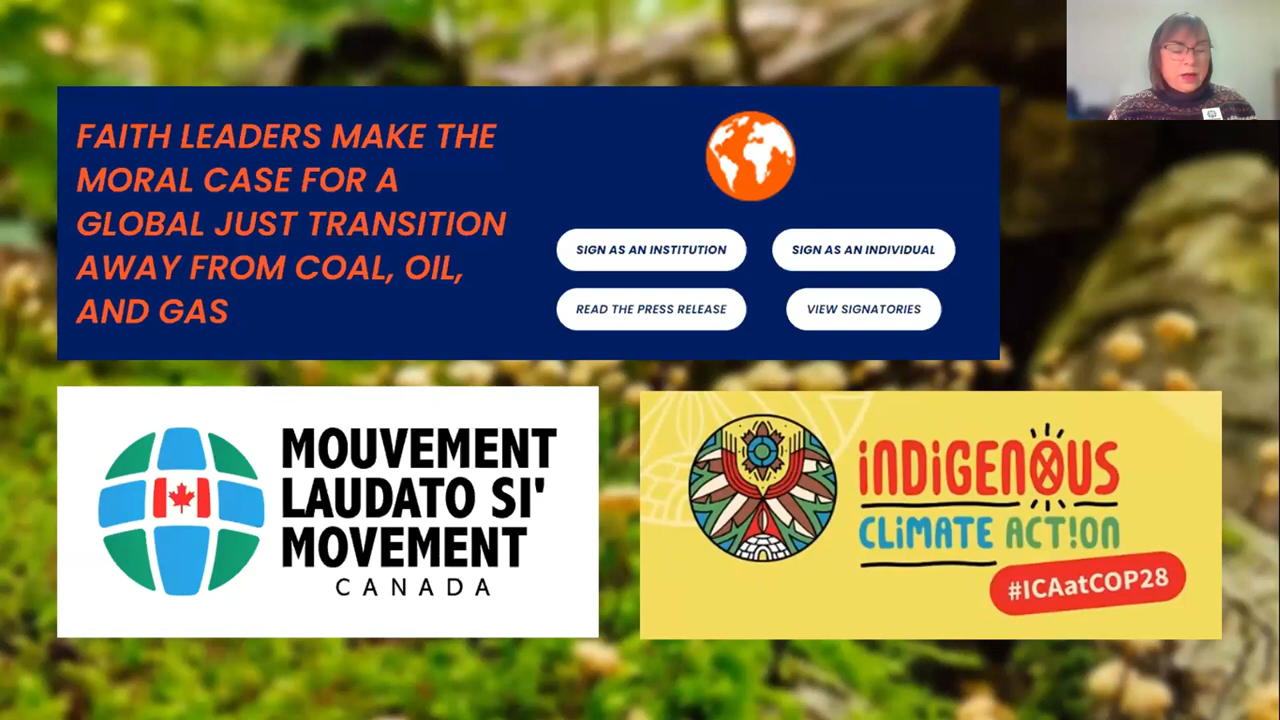 FAITH LEADERS MAKE THE
MORAL CASE FOR A
GLOBAL JUST TRANSITION
AWAY FROM COAL, OIL,
AND GAS
SIGN AS AN INSTITUTION
SIGN AS AN INDIVIDUAL
READ THE PRESS RELEASE
VIEW SIGNATORIES
MOUVEMENT
LAUDATO SI'
MOVEMENT
CANADA
iNDiGENOUS
CLiMATE ACT!ON
#ICAatCOP28